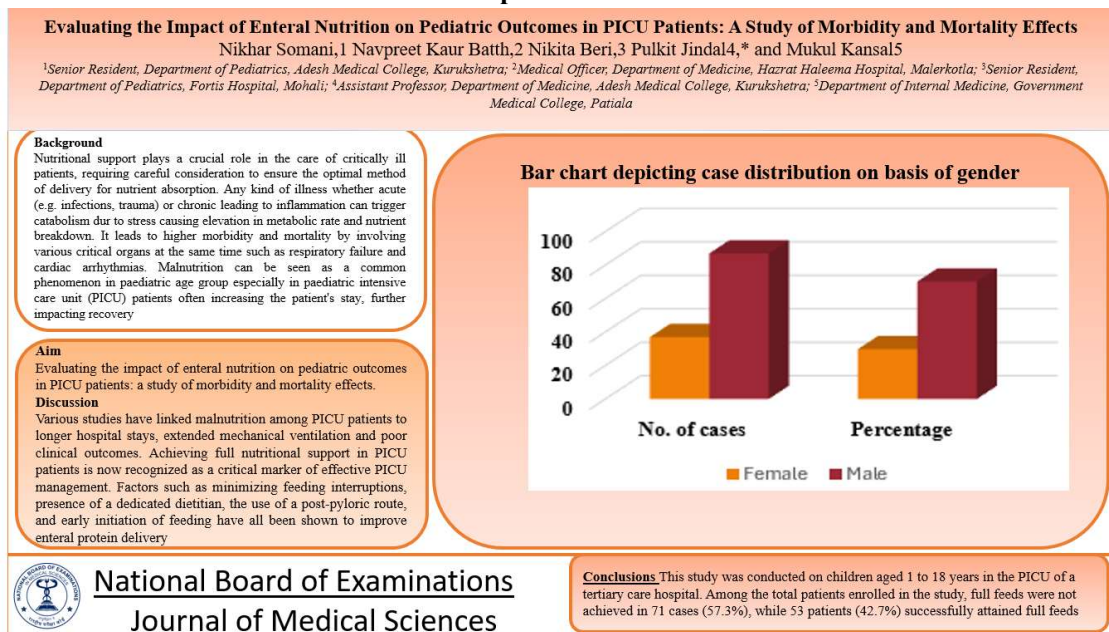 Evaluating the Impact of Enteral Nutrition on Pediatric Outcomes in PICU Patients: A Study of Morbidity and Mortality Effects
Nikhar Somani,1 Navpreet Kaur Batth,2 Nikita Beri,3 Pulkit Jindal4,* and Mukul Kansal5
1Senior Resident, Department of Pediatrics, Adesh Medical College, Kurukshetra; 2Medical Officer, Department of Medicine, Hazrat Haleema Hospital, Malerkotla; 3Senior Resident,
Department of Pediatrics, Fortis Hospital, Mohali; 4Assistant Professor, Department of Medicine, Adesh Medical College, Kurukshetra; 5Department of Internal Medicine, Government
Medical College, Patiala
Background
Nutritional support plays a crucial role in the care of critically ill
patients, requiring careful consideration to ensure the optimal method
of delivery for nutrient absorption. Any kind of illness whether acute
(e.g. infections, trauma) or chronic leading to inflammation can trigger
catabolism dur to stress causing elevation in metabolic rate and nutrient
breakdown. It leads to higher morbidity and mortality by involving
various critical organs at the same time such as respiratory failure and
cardiac arrhythmias. Malnutrition can be seen as a common
phenomenon in paediatric age group especially in paediatric intensive
care unit (PICU) patients often increasing the patient's stay, further
impacting recovery
Aim
Evaluating the impact of enteral nutrition on pediatric outcomes
in PICU patients: a study of morbidity and mortality effects.
Discussion
Various studies have linked malnutrition among PICU patients to
longer hospital stays, extended mechanical ventilation and poor
clinical outcomes. Achieving full nutritional support in PICU
patients is now recognized as a critical marker of effective PICU
management. Factors such as minimizing feeding interruptions,
presence of a dedicated dietitian, the use of a post-pyloric route,
and early initiation of feeding have all been shown to improve
enteral protein delivery
Bar chart depicting case distribution on basis of gender
100
80
60
40
20
0
No. of cases Percentage
Female Male
NATIONAL BOARD OF EXAMINATIONS
IN MEDICAL SCIENCES
National Board of Examinations
Journal of Medical Sciences
Conclusions This study was conducted on children aged 1 to 18 years in the PICU of a
tertiary care hospital. Among the total patients enrolled in the study, full feeds were not
achieved in 71 cases (57.3%), while 53 patients (42.7%) successfully attained full feeds